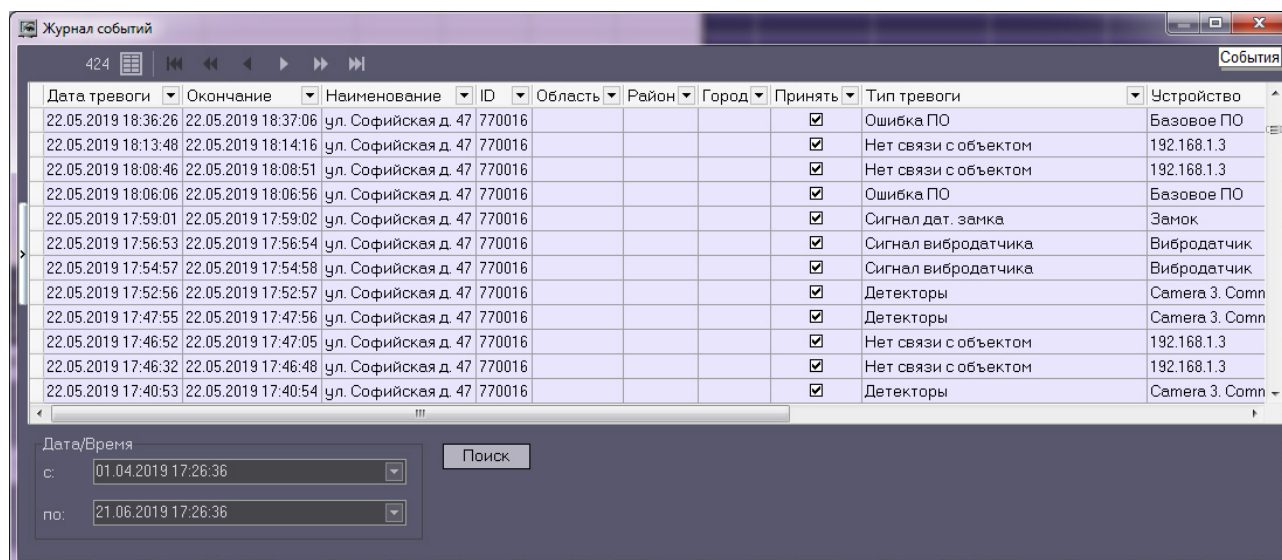 Журнал событий
424
События
Дата тревоги Окончание Наименование ID Область Район Город Принять Тип тревоги Устройство
22.05.2019 18:36:26 22.05.2019 18:37:06 ул. Софийская д. 47 770016 Ошибка ПО Базовое ПО
22.05.2019 18:13:48 22.05.2019 18:14:16 ул. Софийская д. 47 770016 Нет связи с объектом 192.168.1.3
22.05.2019 18:08:46 22.05.2019 18:08:51 ул. Софийская д. 47 770016 Нет связи с объектом 192.168.1.3
22.05.2019 18:06:06 22.05.2019 18:06:56 ул. Софийская д. 47 770016 Ошибка ПО Базовое ПО
22.05.2019 17:59:01 22.05.2019 17:59:02 ул. Софийская д. 47 770016 Сигнал дат. замка Замок
22.05.2019 17:56:53 22.05.2019 17:56:54 ул. Софийская д. 47 770016 Сигнал вибродатчика Вибродатчик
22.05.2019 17:54:57 22.05.2019 17:54:58 ул. Софийская д. 47 770016 Сигнал вибродатчика Вибродатчик
22.05.2019 17:52:56 22.05.2019 17:52:57 ул. Софийская д. 47 770016 Детекторы Camera 3. Comm
22.05.2019 17:47:55 22.05.2019 17:47:56 ул. Софийская д. 47 770016 Детекторы Camera 3. Comm
22.05.2019 17:46:52 22.05.2019 17:47:05 ул. Софийская д. 47 770016 Нет связи с объектом 192.168.1.3
22.05.2019 17:46:32 22.05.2019 17:46:48 ул. Софийская д. 47 770016 Нет связи с объектом 192.168.1.3
22.05.2019 17:40:53 22.05.2019 17:40:54 ул. Софийская д. 47 770016 Детекторы Camera 3. Comm
Дата/Время
Поиск
с: 01.04.2019 17:26:36
по: 21.06.2019 17:26:36